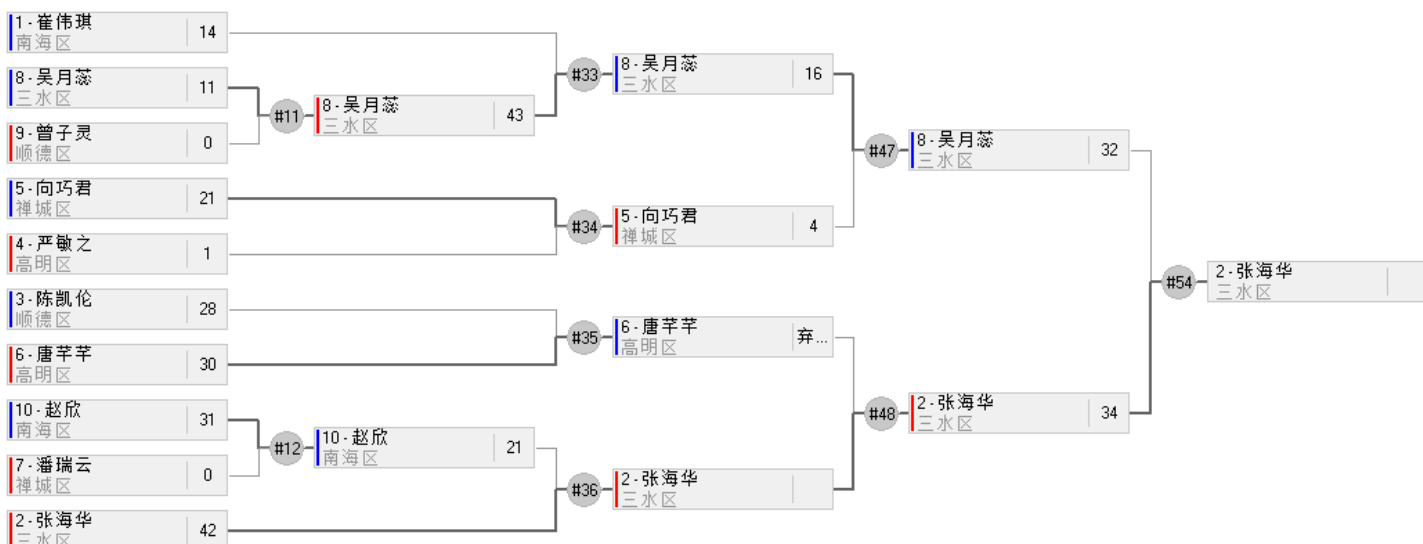 1-崔伟琪
南海区
14
8-吴月蕊
三水区
11
9-曾子灵
顺德区
0
5-向巧君
禅城区
21
4-严敏之
高明区
1
3-陈凯伦
顺德区
28
6-唐芊芊
高明区
30
10-赵欣
南海区
31
7-潘瑞云
禅城区
0
2-张海华
三水区
42
#11
8-吴月蕊
三水区
43
#12
10-赵欣
南海区
21
#33
8-吴月蕊
三水区
16
#34
5-向巧君
禅城区
4
#35
6-唐芊芊
高明区
弃...
#36
2-张海华
三水区
#47
8-吴月蕊
三水区
32
#48
2-张海华
三水区
34
#54
2-张海华
三水区